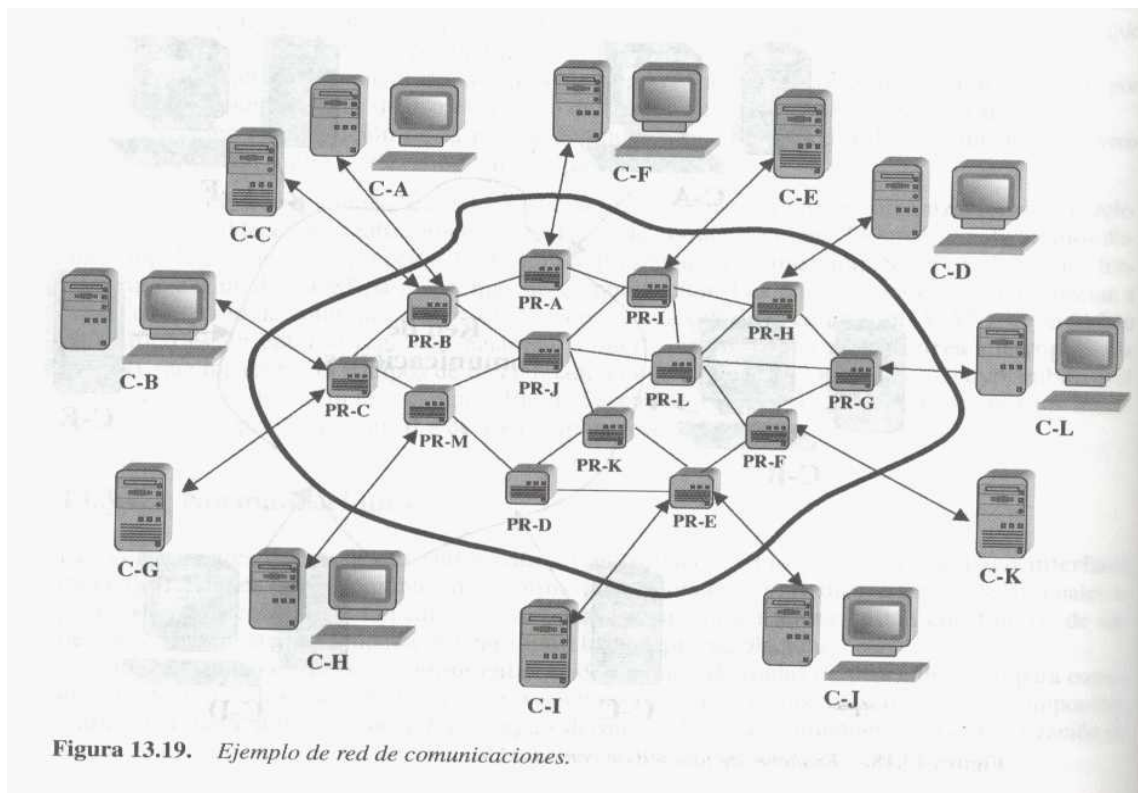 C-A
C-F
C-E
C-C
C-D
C-B
PR-A
PR-I
PR-H
PR-B
PR-J
PR-L
PR-G
PR-C
PR-M
C-L
PR-K
PR-F
PR-D
PR-E
C-G
C-K
C-H
C-I
C-J
Figura 13.19. Ejemplo de red de comunicaciones.